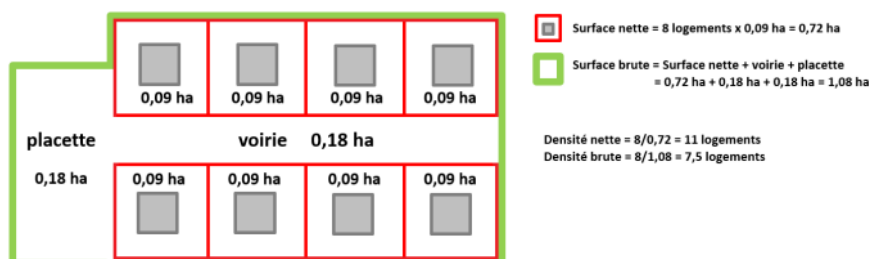 0,09 ha 0,09 ha 0,09 ha 0,09 ha
placette voirie 0,18 ha
0,18 ha 0,09 ha 0,09 ha 0,09 ha 0,09 ha
Surface nette = 8 logements x 0,09 ha = 0,72 ha
Surface brute = Surface nette + voirie + placette
= 0,72 ha + 0,18 ha + 0,18 ha = 1,08 ha
Densité nette = 8/0,72 = 11 logements
Densité brute = 8/1,08 = 7,5 logements